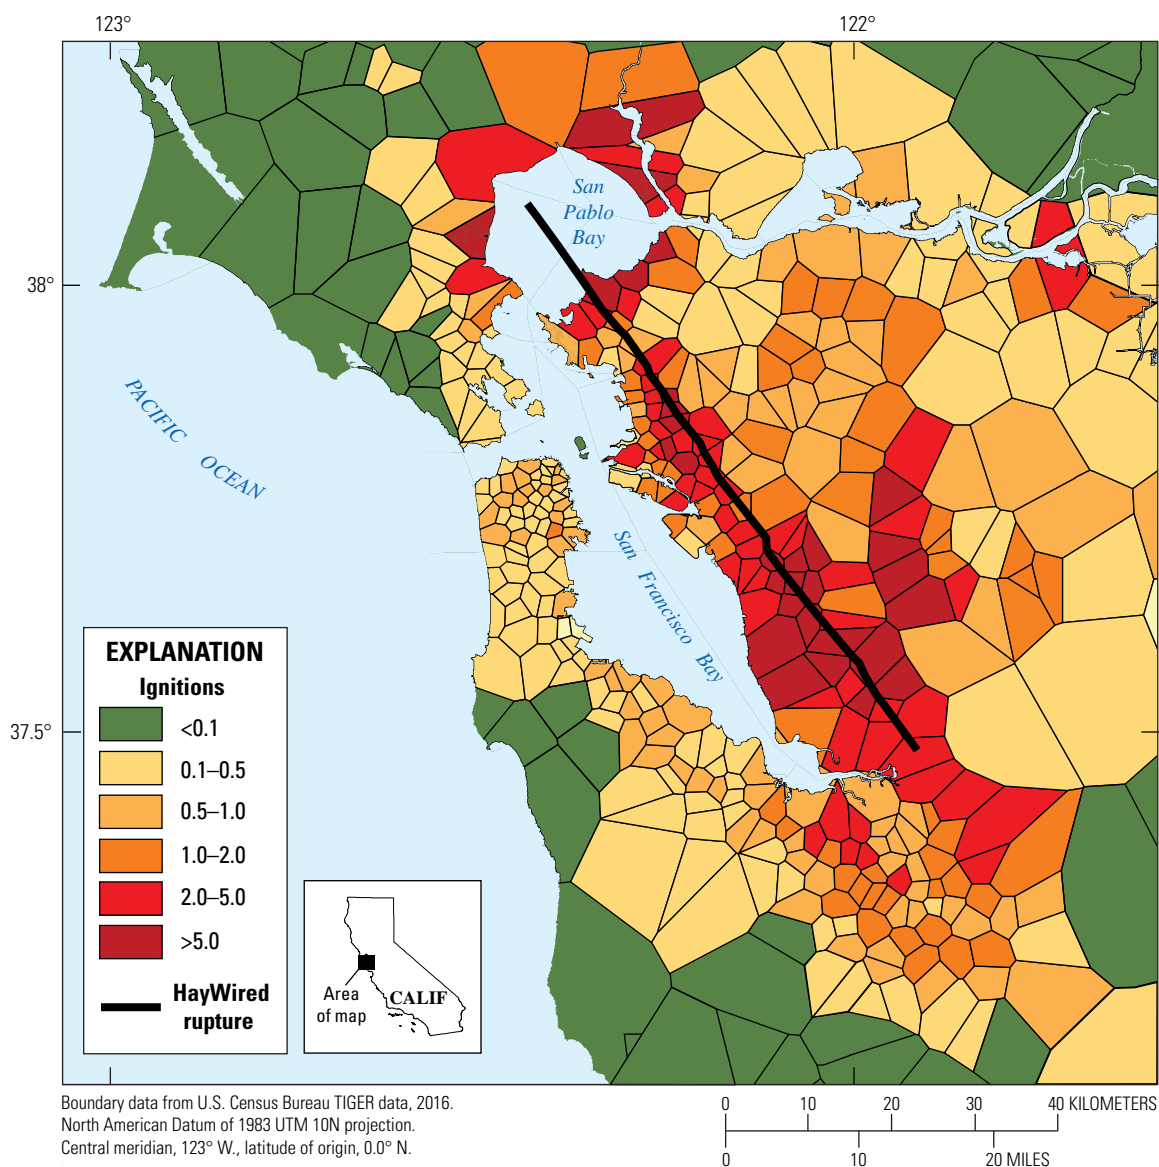 123°
122°
San
Pablo
Bay
38°
PACIFIC
OCEAN
San Francisco Bay
37.5°
EXPLANATION
Ignitions
<0.1
0.1–0.5
0.5–1.0
1.0–2.0
2.0–5.0
>5.0
HayWired
rupture
Area
of map
CALIF
Boundary data from U.S. Census Bureau TIGER data, 2016.
North American Datum of 1983 UTM 10N projection.
Central meridian, 123° W., latitude of origin, 0.0° N.
0 10 20 30 40 KILOMETERS
0 10 20 MILES